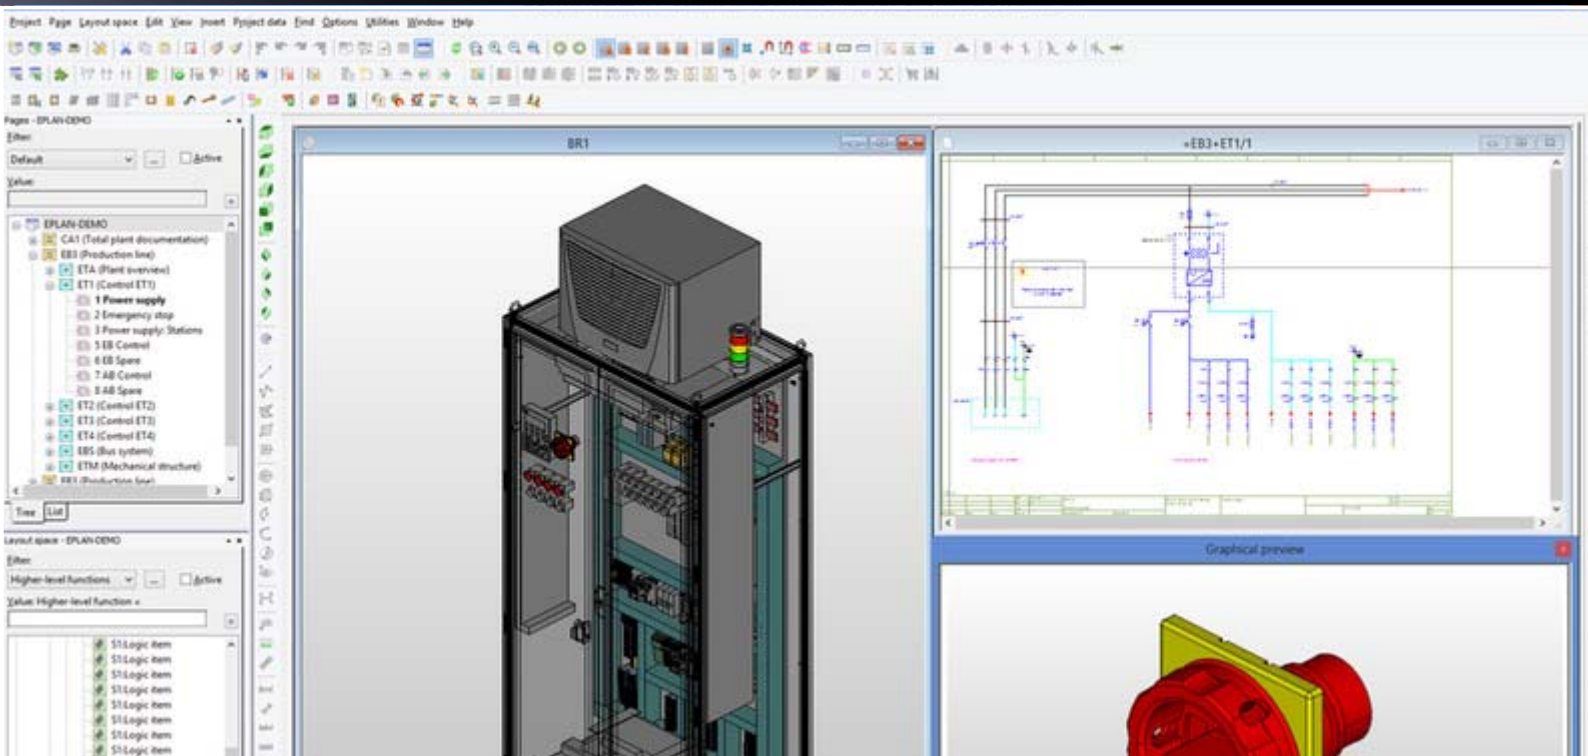 Project Page Layout space Edit View Insert Project data Find Options Utilities Window Help
Pages - EPLAN-DEMO
Filter:
Default
...
Active
Value:
EPLAN-DEMO
CA1 (Total plant documentation)
EB3 (Production line)
ETA (Plant overview)
ET1 (Control ET1)
1 Power supply
2 Emergency stop
3 Power supply: Stations
5 EB Control
6 EB Spare
7 AB Control
8 AB Spare
ET2 (Control ET2)
ET3 (Control ET3)
ET4 (Control ET4)
EBS (Bus system)
ETM (Mechanical structure)
Tree List
Layout space - EPLAN-DEMO
Filter:
Higher-level functions
...
Active
Value: Higher-level function =
S1:Logic item
S1:Logic item
S1:Logic item
S1:Logic item
S1:Logic item
S1:Logic item
S1:Logic item
S1:Logic item
BR1
=EB3+ET1/1
Graphical preview